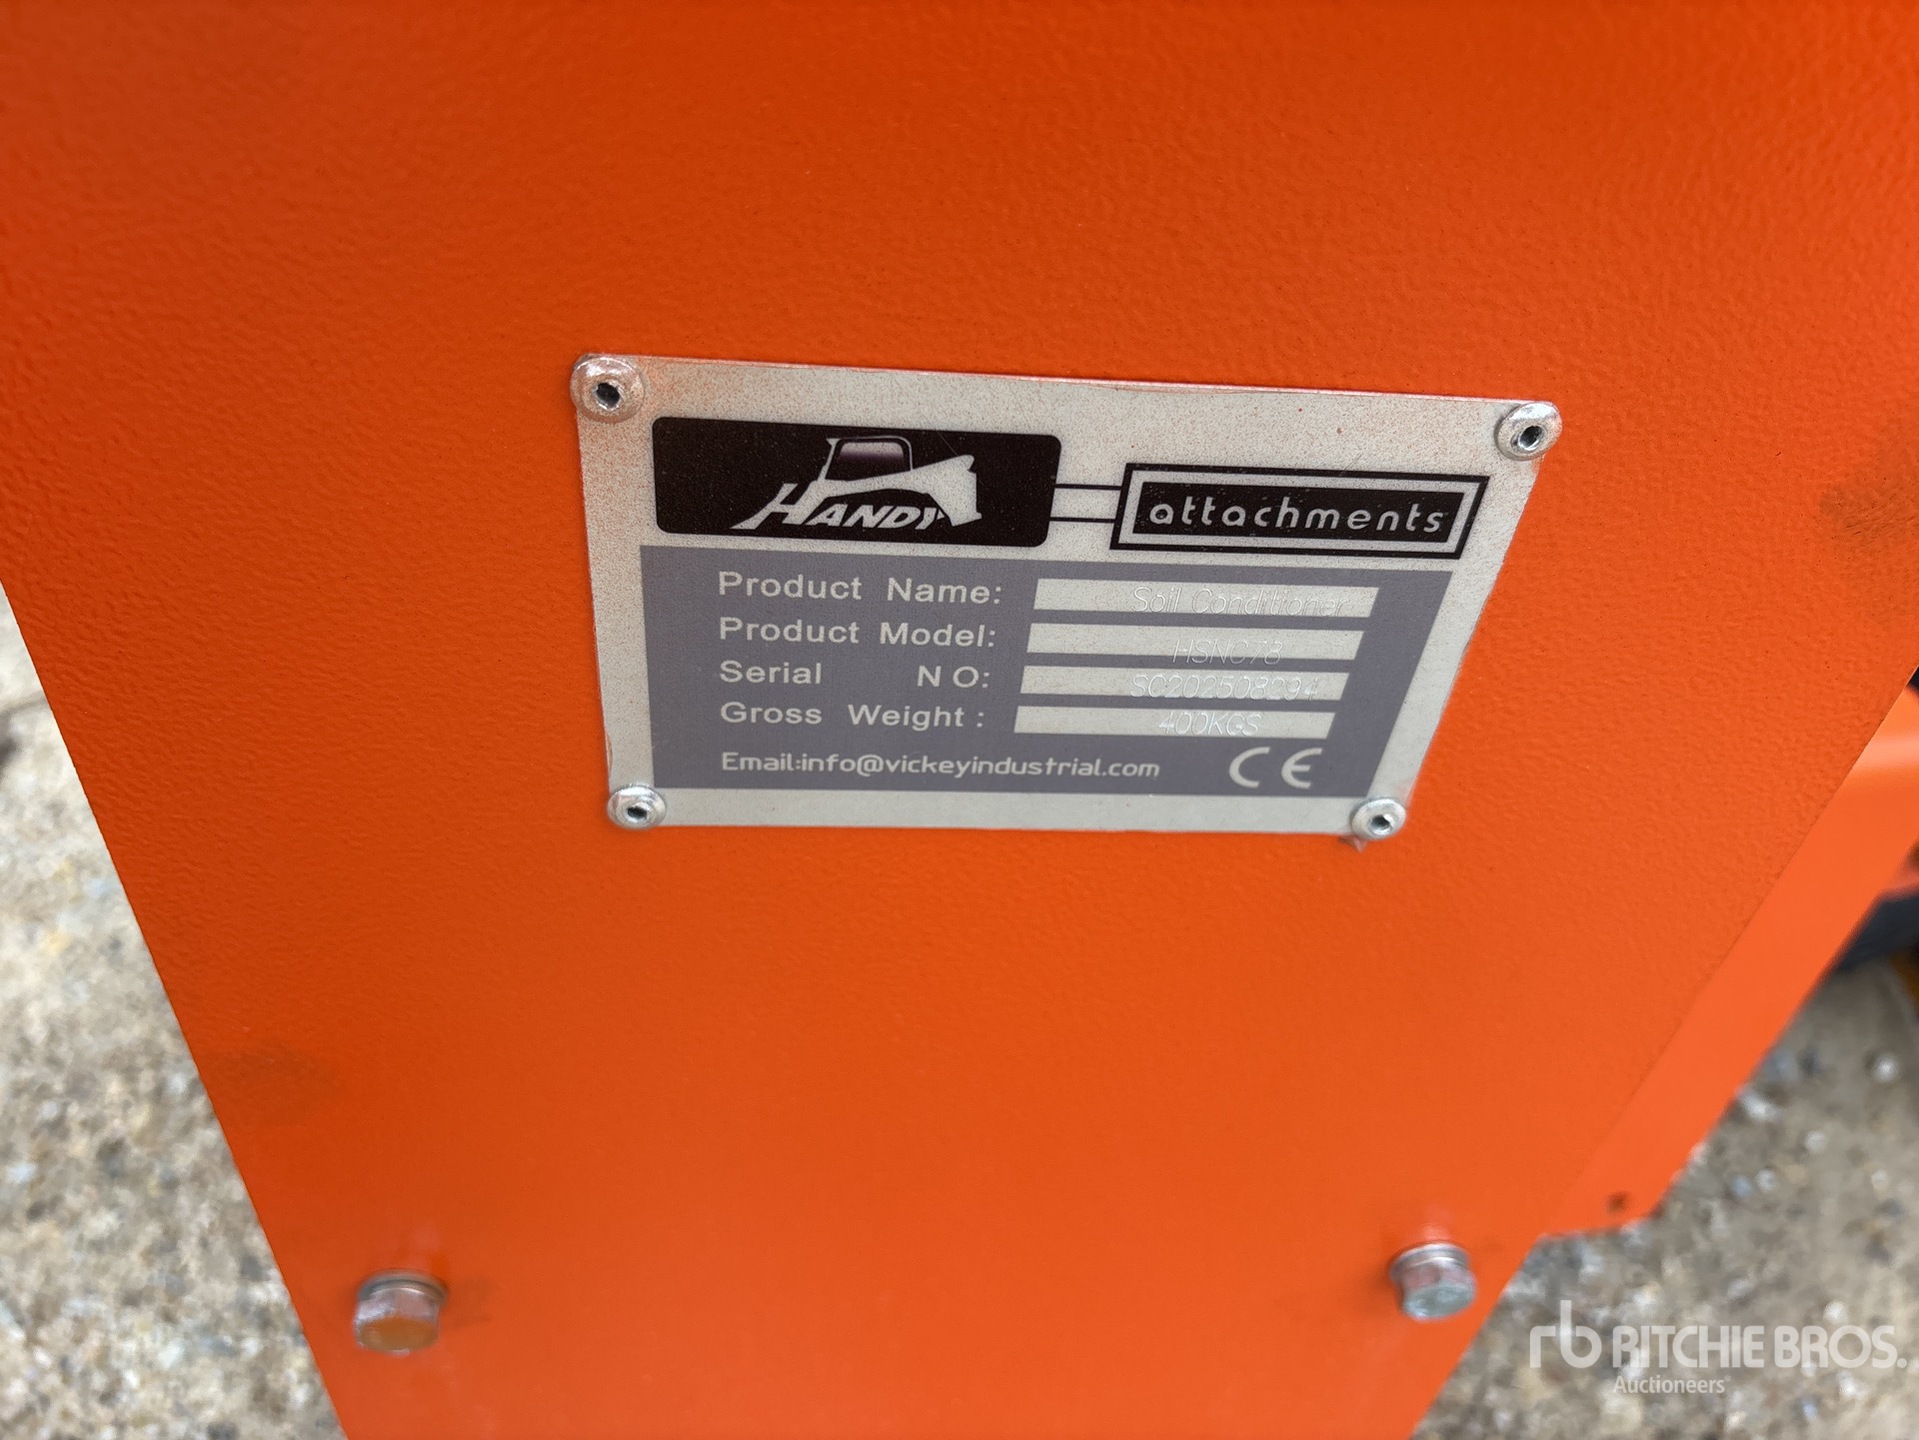 HANDY attachments
Product Name: Soil Conditioner
Product Model: HSNC78
Serial NO: SC202508294
Gross Weight: 400KGS
Email:info@vickeyindustrial.com CE
rb RITCHIE BROS.
Auctioneers